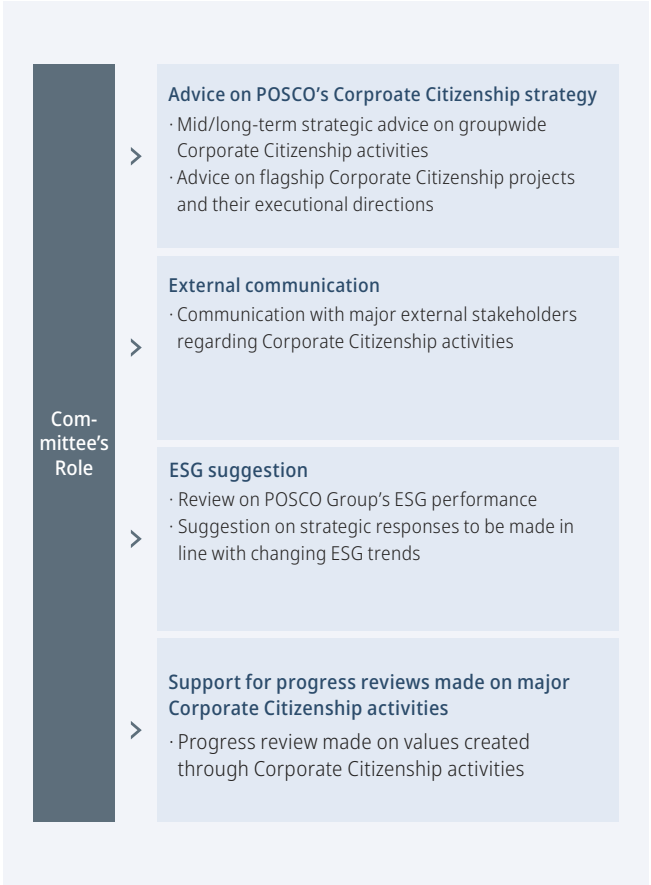 Com-
mittee's
Role
Advice on POSCO's Corproate Citizenship strategy
· Mid/long-term strategic advice on groupwide
Corporate Citizenship activities
· Advice on flagship Corporate Citizenship projects
and their executional directions
External communication
· Communication with major external stakeholders
regarding Corporate Citizenship activities
ESG suggestion
· Review on POSCO Group's ESG performance
· Suggestion on strategic responses to be made in
line with changing ESG trends
Support for progress reviews made on major
Corporate Citizenship activities
· Progress review made on values created
through Corporate Citizenship activities